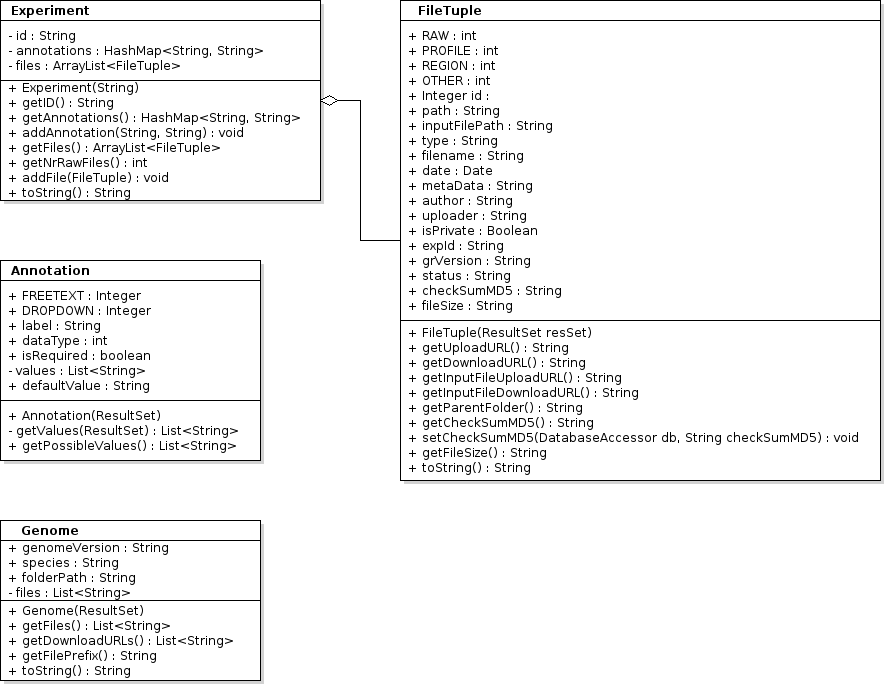 Experiment
- id : String
- annotations : HashMap<String, String>
- files : ArrayList<FileTuple>
+ Experiment(String)
+ getID() : String
+ getAnnotations() : HashMap<String, String>
+ addAnnotation(String, String) : void
+ getFiles() : ArrayList<FileTuple>
+ getNrRawFiles() : int
+ addFile(FileTuple) : void
+ toString() : String
FileTuple
+ RAW : int
+ PROFILE : int
+ REGION : int
+ OTHER : int
+ Integer id :
+ path : String
+ inputFilePath : String
+ type : String
+ filename : String
+ date : Date
+ metaData : String
+ author : String
+ uploader : String
+ isPrivate : Boolean
+ expId : String
+ grVersion : String
+ status : String
+ checkSumMD5 : String
+ fileSize : String
+ FileTuple(ResultSet resSet)
+ getUploadURL() : String
+ getDownloadURL() : String
+ getInputFileUploadURL() : String
+ getInputFileDownloadURL() : String
+ getParentFolder() : String
+ getCheckSumMD5() : String
+ setCheckSumMD5(DatabaseAccessor db, String checkSumMD5) : void
+ getFileSize() : String
+ toString() : String
Annotation
+ FREETEXT : Integer
+ DROPDOWN : Integer
+ label : String
+ dataType : int
+ isRequired : boolean
- values : List<String>
+ defaultValue : String
+ Annotation(ResultSet)
- getValues(ResultSet) : List<String>
+ getPossibleValues() : List<String>
Genome
+ genomeVersion : String
+ species : String
+ folderPath : String
- files : List<String>
+ Genome(ResultSet)
+ getFiles() : List<String>
+ getDownloadURLs() : List<String>
+ getFilePrefix() : String
+ toString() : String